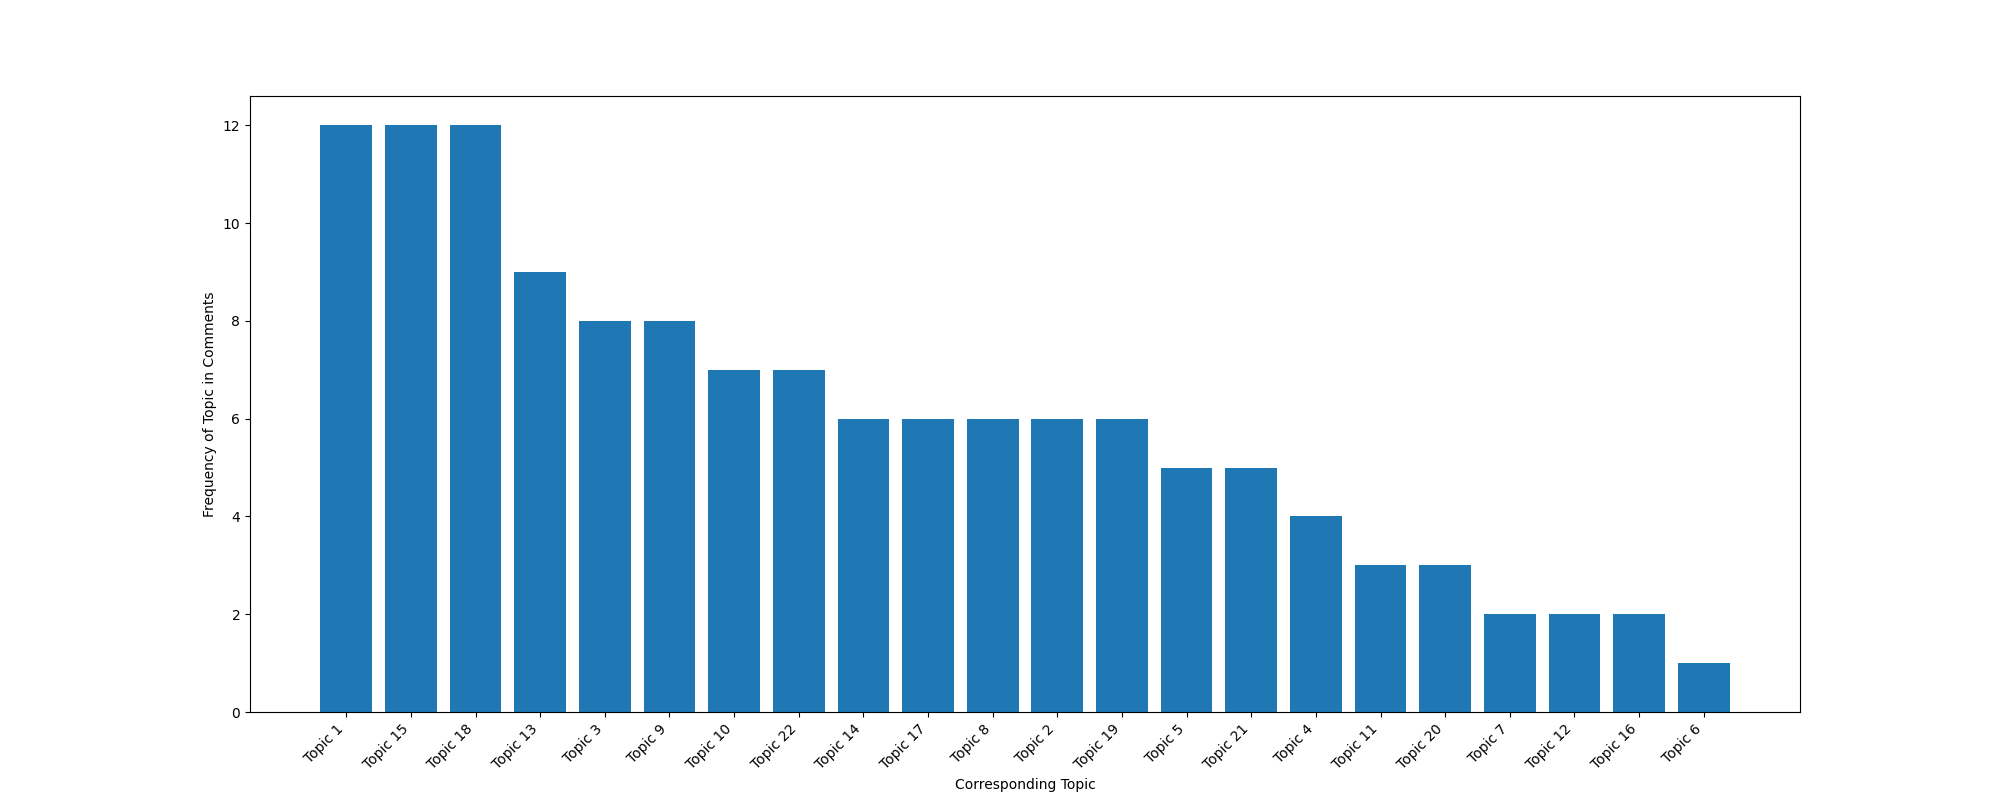 12
10
8
6
4
2
0
Frequency of Topic in Comments
Topic 1
Topic 15
Topic 18
Topic 13
Topic 3
Topic 9
Topic 10
Topic 22
Topic 14
Topic 17
Topic 8
Topic 2
Topic 19
Topic 5
Topic 21
Topic 4
Topic 11
Topic 20
Topic 7
Topic 12
Topic 16
Topic 6
Corresponding Topic